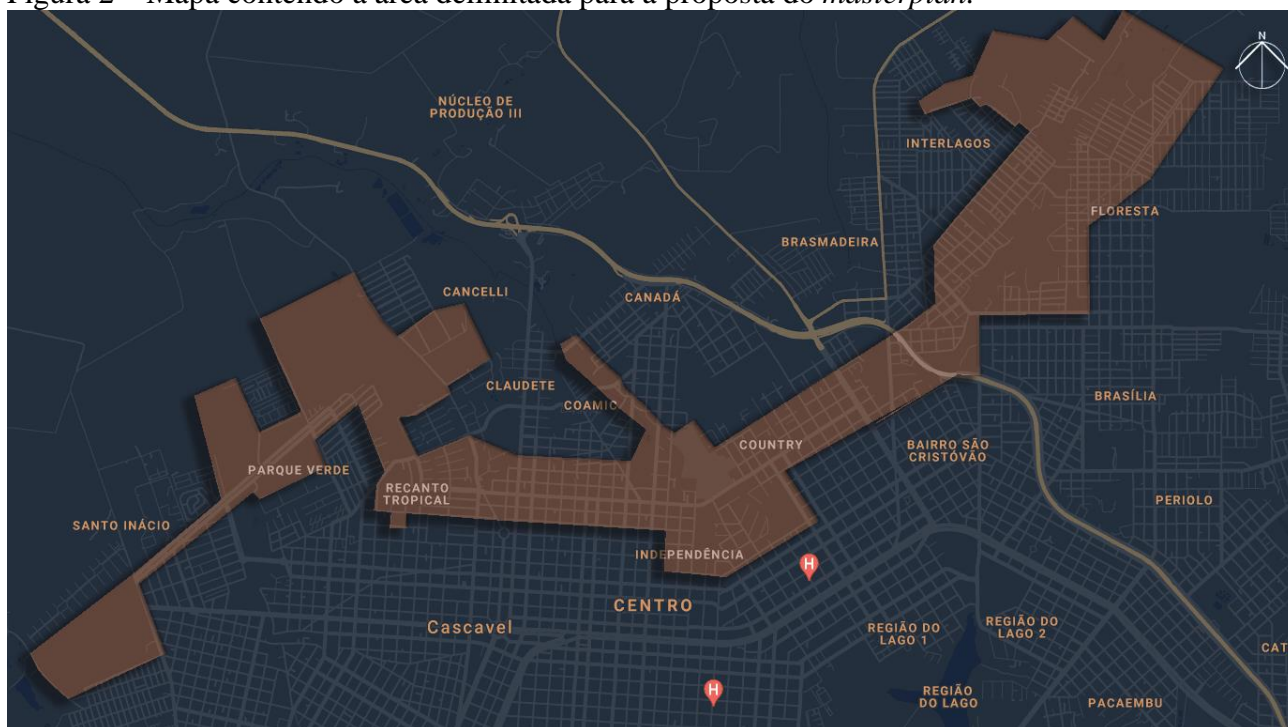 Figura 2 – Mapa contendo a área delimitada para a proposta do masterplan.
N
NÚCLEO DE
PRODUÇÃO III
INTERLAGOS
FLORESTA
BRASMADEIRA
CANCELLI
CANADÁ
CLAUDETE
COAMIC
BRASÍLIA
COUNTRY
BAIRRO SÃO
CRISTÓVÃO
PARQUE VERDE
RECANTO
TROPICAL
PERIOLO
SANTO INÁCIO
INDEPENDÊNCIA
H
CENTRO
Cascavel
REGIÃO DO
LAGO 1
REGIÃO DO
LAGO 2
CAT
H
REGIÃO
DO LAGO
PACAEMBU